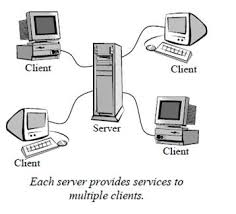 Client
Client
Server
Client
Client
Each server provides services to
multiple clients.